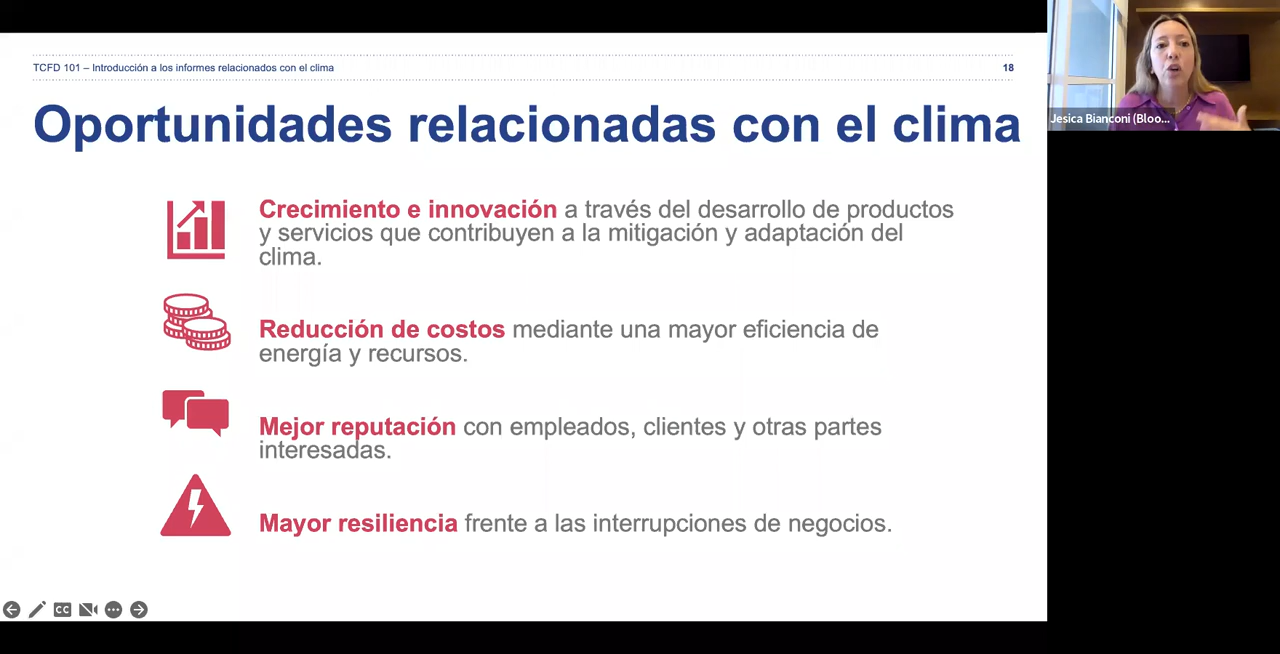 TCFD 101 – Introducción a los informes relacionados con el clima
18
Oportunidades relacionadas con el clima
Crecimiento e innovación a través del desarrollo de productos
y servicios que contribuyen a la mitigación y adaptación del
clima.
Reducción de costos mediante una mayor eficiencia de
energía y recursos.
Mejor reputación con empleados, clientes y otras partes
interesadas.
Mayor resiliencia frente a las interrupciones de negocios.
CC
Jesica Bianconi (Bloo...